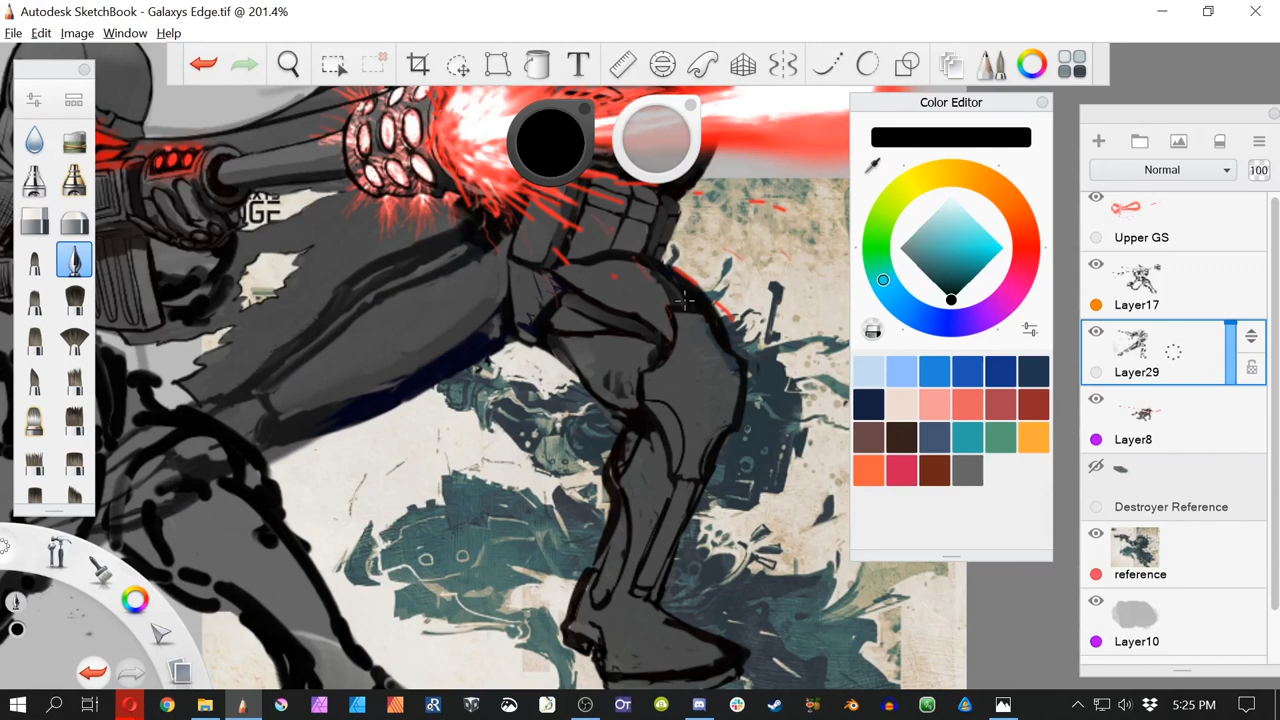 Autodesk SketchBook - Galaxys Edge.tif @ 201.4%
File Edit Image Window Help
T
Color Editor
Normal
100
Upper GS
Layer17
Layer29
Layer8
Destroyer Reference
reference
Layer10
5:25 PM